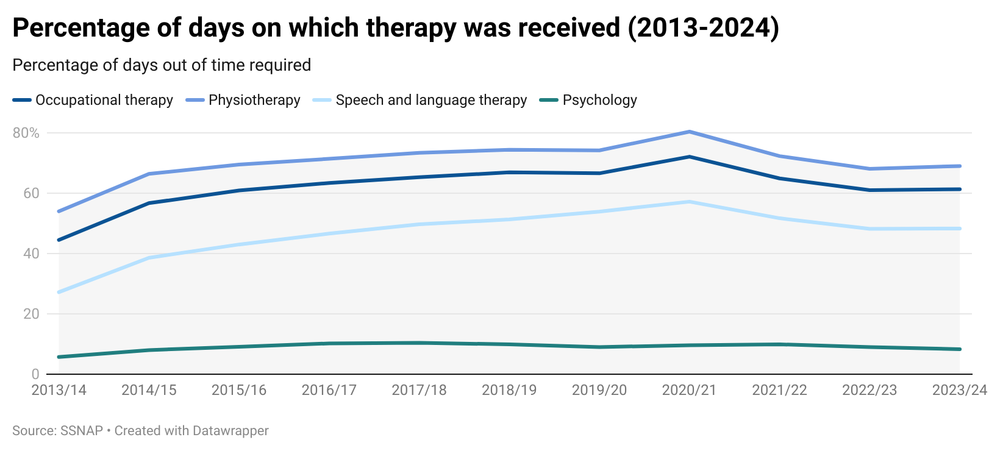 Percentage of days on which therapy was received (2013-2024)
Percentage of days out of time required
Occupational therapy Physiotherapy Speech and language therapy Psychology
80%
60
40
20
0
2013/14 2014/15 2015/16 2016/17 2017/18 2018/19 2019/20 2020/21 2021/22 2022/23 2023/24
Source: SSNAP • Created with Datawrapper